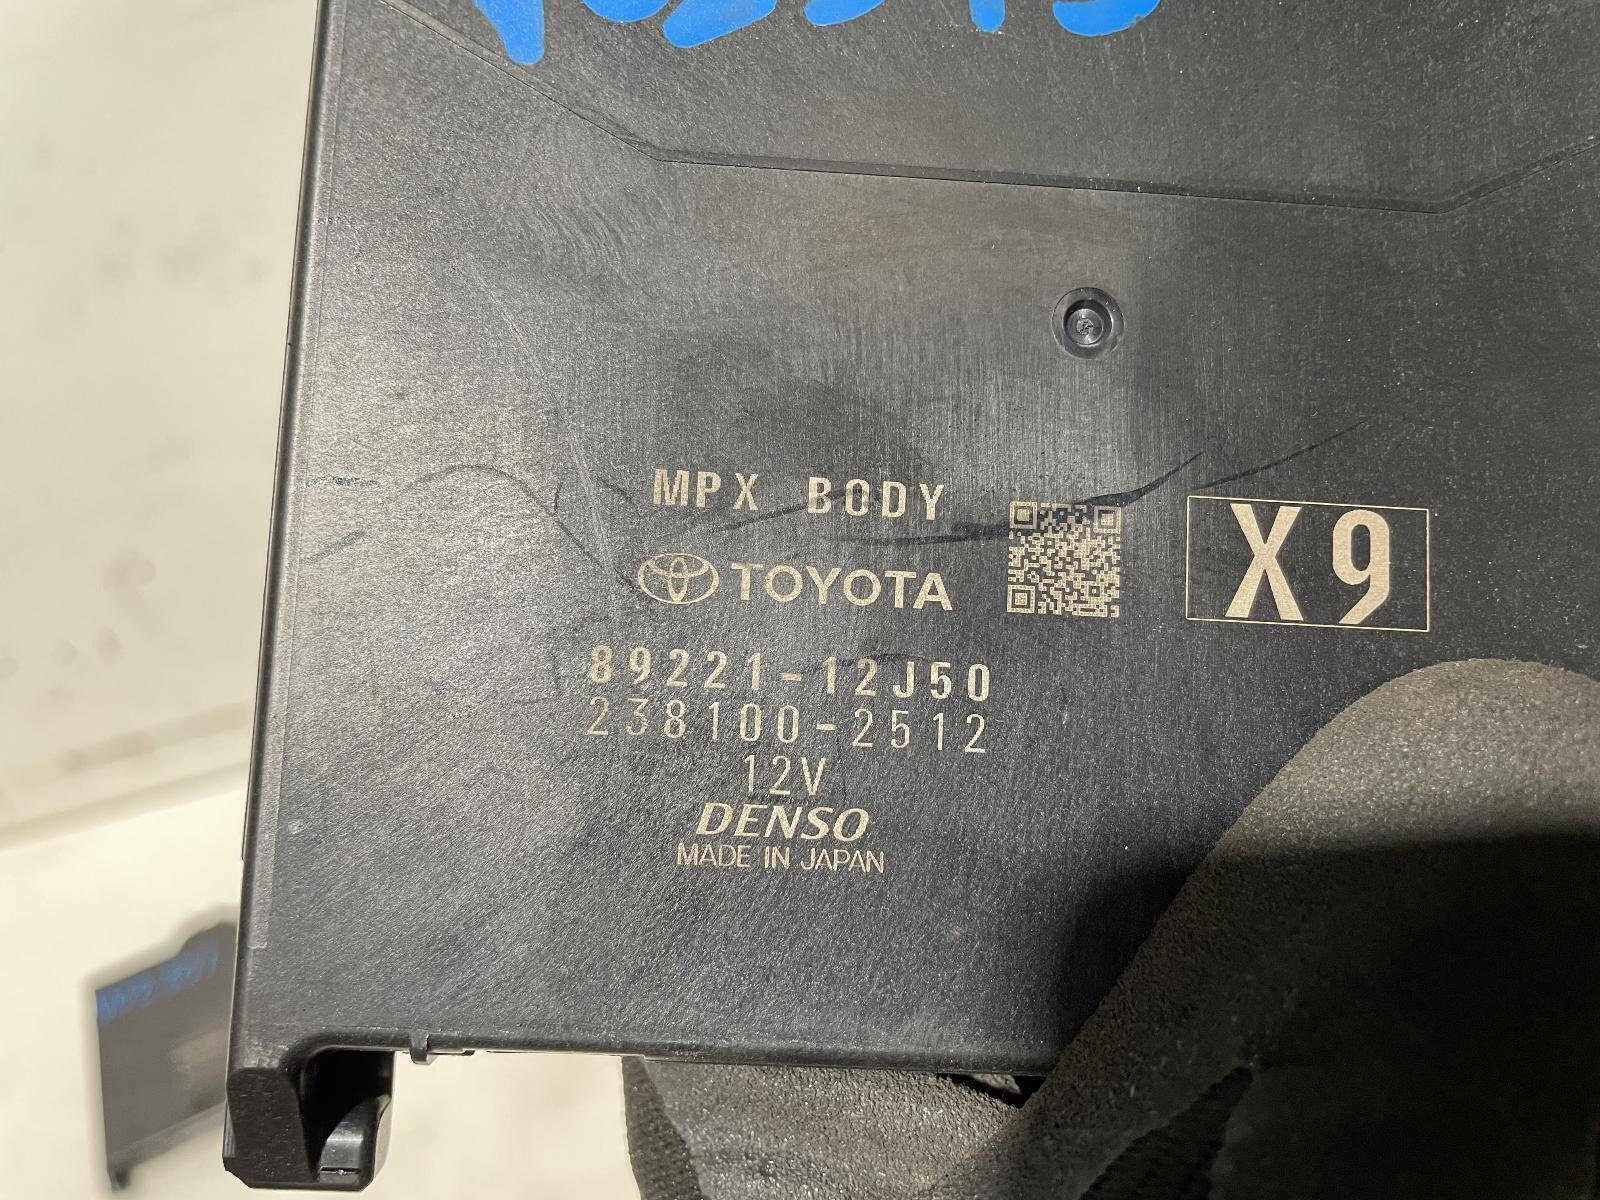 MPX BODY
TOYOTA
X9
89221-12J50
238100-2512
12V
DENSO
MADE IN JAPAN